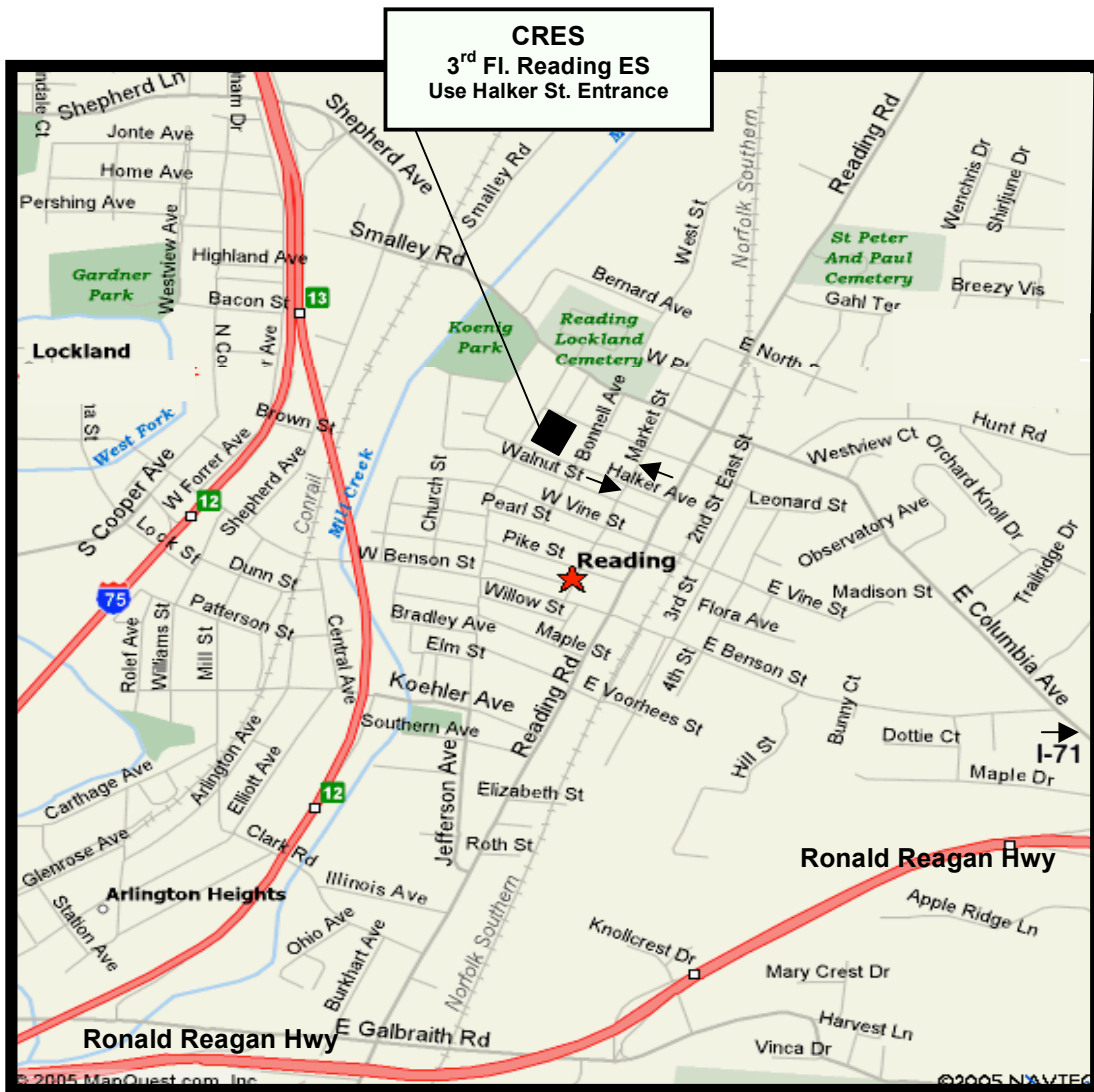 CRES
3rd Fl. Reading ES
Use Halker St. Entrance
Shepherd Ln
Shepherd Ave
Jonte Ave
Home Ave
Pershing Ave
Westview Ave
Highland Ave
Gardner
Park
Bacon St
13
Lockland
Smalley Rd
Smalley Rd
West St
Norfolk Southern
Reading Rd
Wenchris Dr
Shirljune Dr
St Peter
And Paul
Cemetery
Breezy Vis
Gahl Ter
Bernard Ave
Koenig
Park
Reading
Lockland
Cemetery
E North
Hunt Rd
Brown St
West Fork
S Cooper Ave
W Forrer Ave
Shepherd Ave
Conrail
Mill Creek
Church St
Walnut St
Bonnell Ave
Market St
Halker Ave
Westview Ct
Orchard Knoll Dr
Trailridge Dr
12
Lock St
Dunn St
Patterson St
75
Pearl St
W Vine St
Pike St
Reading
W Benson St
Willow St
Bradley Ave
Maple St
Elm St
2nd St
East St
Leonard St
Observatory Ave
Madison St
E Vine St
Flora Ave
3rd St
4th St
E Benson St
E Columbia Ave
Rolef Ave
Williams St
Mill St
Central Ave
Koehler Ave
Southern Ave
Reading Rd
E Voorhees St
Hill St
Bunny Ct
Dottie Ct
I-71
Maple Dr
Carthage Ave
Arlington Ave
Elliott Ave
12
Jefferson Ave
Elizabeth St
Roth St
Glenrose Ave
Clark Rd
Illinois Ave
Arlington Heights
Station Ave
Ohio Ave
Burkhart Ave
Norfolk Southern
Ronald Reagan Hwy
Apple Ridge Ln
Knollcrest Dr
Mary Crest Dr
Harvest Ln
Vinca Dr
E Galbraith Rd
Ronald Reagan Hwy
© 2005 MapQuest.com, Inc
©2005 NAVTEQ